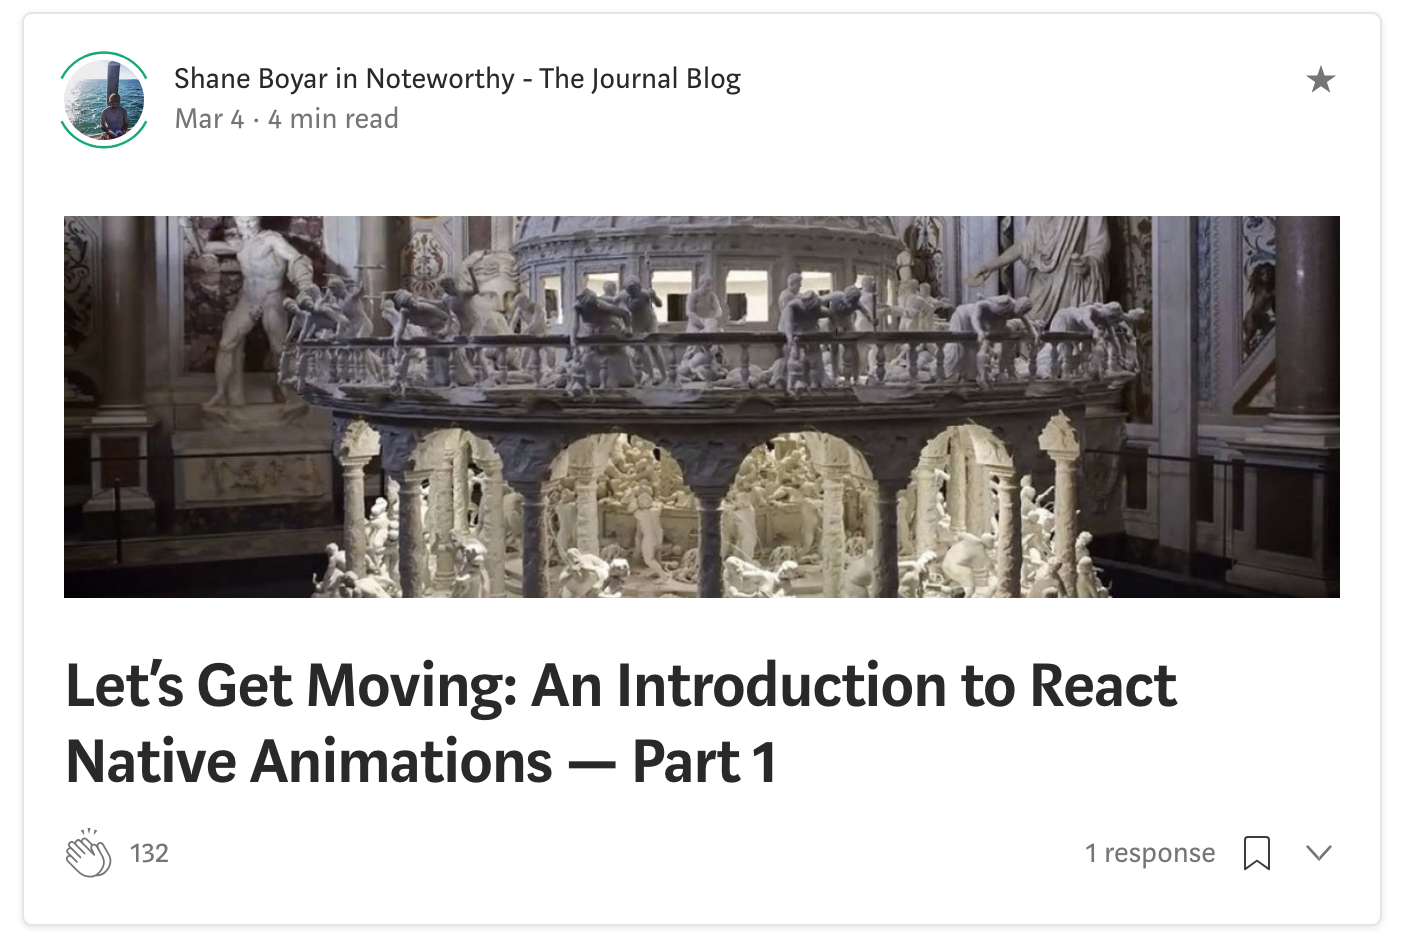 Shane Boyar in Noteworthy - The Journal Blog
Mar 4 · 4 min read
Let’s Get Moving: An Introduction to React
Native Animations — Part 1
132
1 response